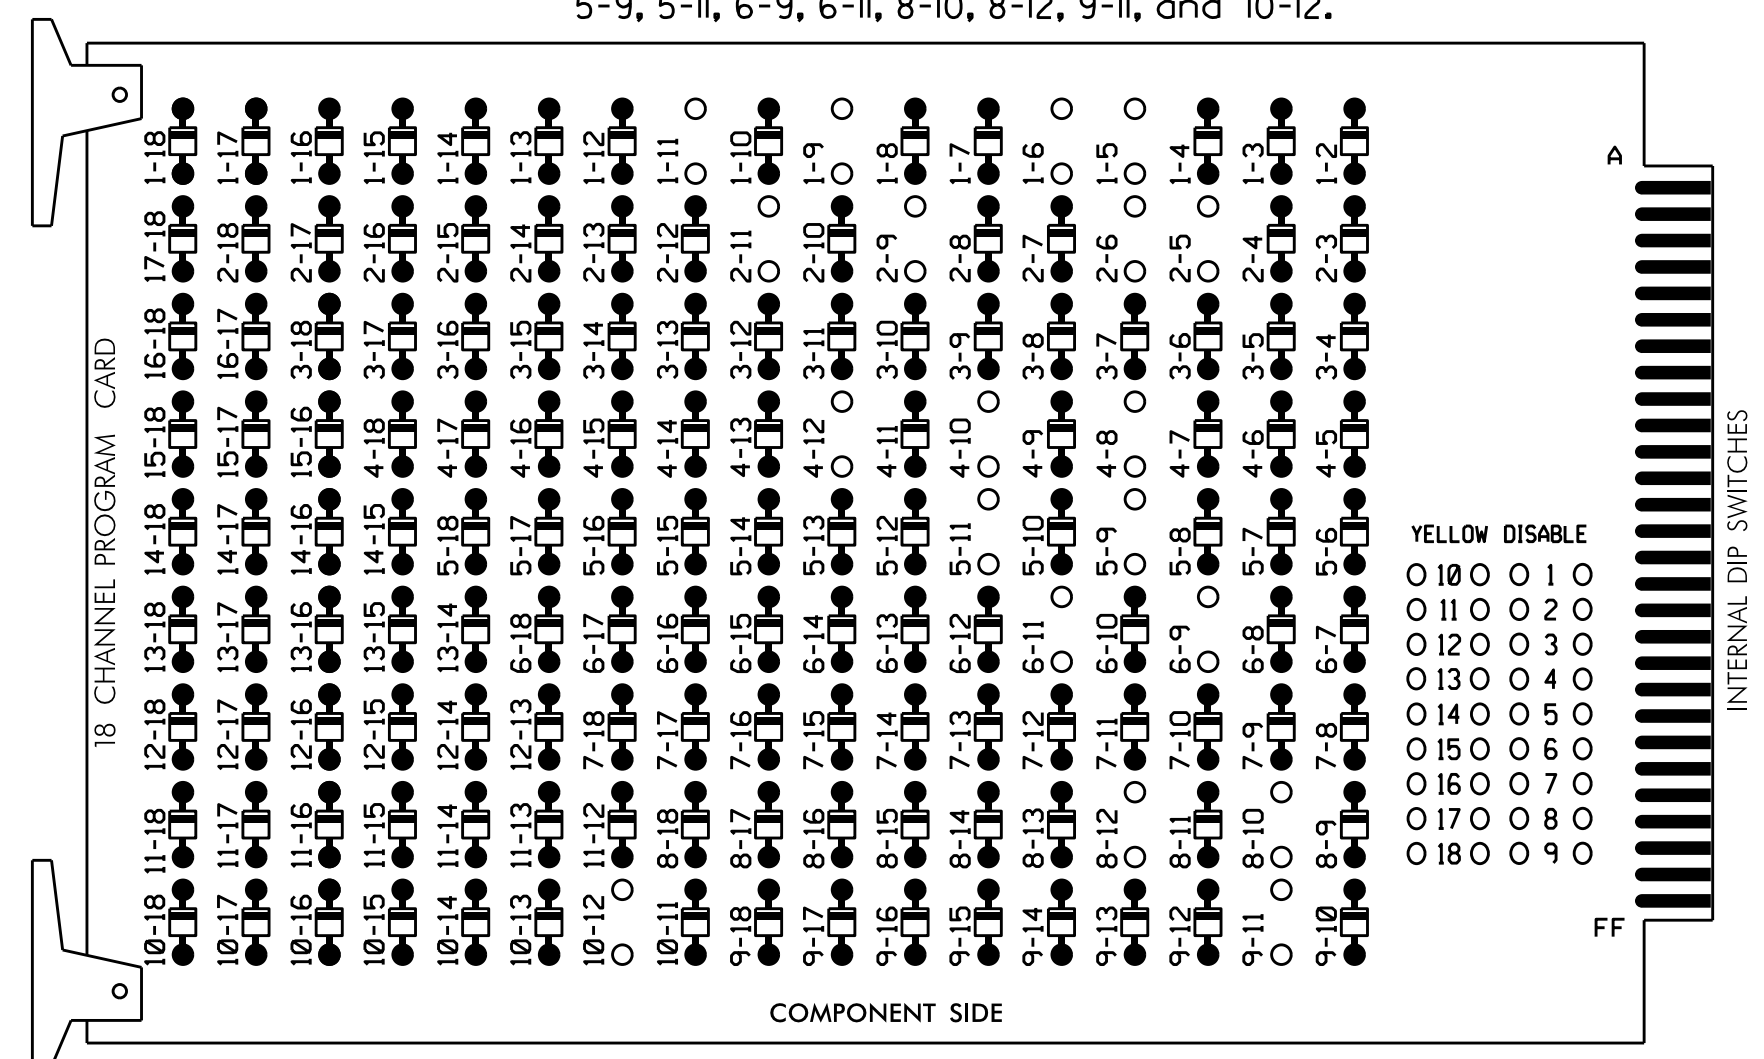 5-9, 5-11, 6-9, 6-11, 8-10, 8-12, 9-11, and 10-12.
1-18 1-17 1-16 1-15 1-14 1-13 1-12 1-11 1-10 1-9 1-8 1-7 1-6 1-5 1-4 1-3 1-2
17-18 2-18 2-17 2-16 2-15 2-14 2-13 2-12 2-11 2-10 2-9 2-8 2-7 2-6 2-5 2-4 2-3
16-18 16-17 3-18 3-17 3-16 3-15 3-14 3-13 3-12 3-11 3-10 3-9 3-8 3-7 3-6 3-5 3-4
15-18 15-17 15-16 4-18 4-17 4-16 4-15 4-14 4-13 4-12 4-11 4-10 4-9 4-8 4-7 4-6 4-5
14-18 14-17 14-16 14-15 5-18 5-17 5-16 5-15 5-14 5-13 5-12 5-11 5-10 5-9 5-8 5-7 5-6
13-18 13-17 13-16 13-15 13-14 6-18 6-17 6-16 6-15 6-14 6-13 6-12 6-11 6-10 6-9 6-8 6-7
12-18 12-17 12-16 12-15 12-14 12-13 7-18 7-17 7-16 7-15 7-14 7-13 7-12 7-11 7-10 7-9 7-8
11-18 11-17 11-16 11-15 11-14 11-13 11-12 8-18 8-17 8-16 8-15 8-14 8-13 8-12 8-11 8-10 8-9
10-18 10-17 10-16 10-15 10-14 10-13 10-12 10-11 9-18 9-17 9-16 9-15 9-14 9-13 9-12 9-11 9-10
18 CHANNEL PROGRAM CARD
A
YELLOW DISABLE
10 1
11 2
12 3
13 4
14 5
15 6
16 7
17 8
18 9
FF
INTERNAL DIP SWITCHES
COMPONENT SIDE